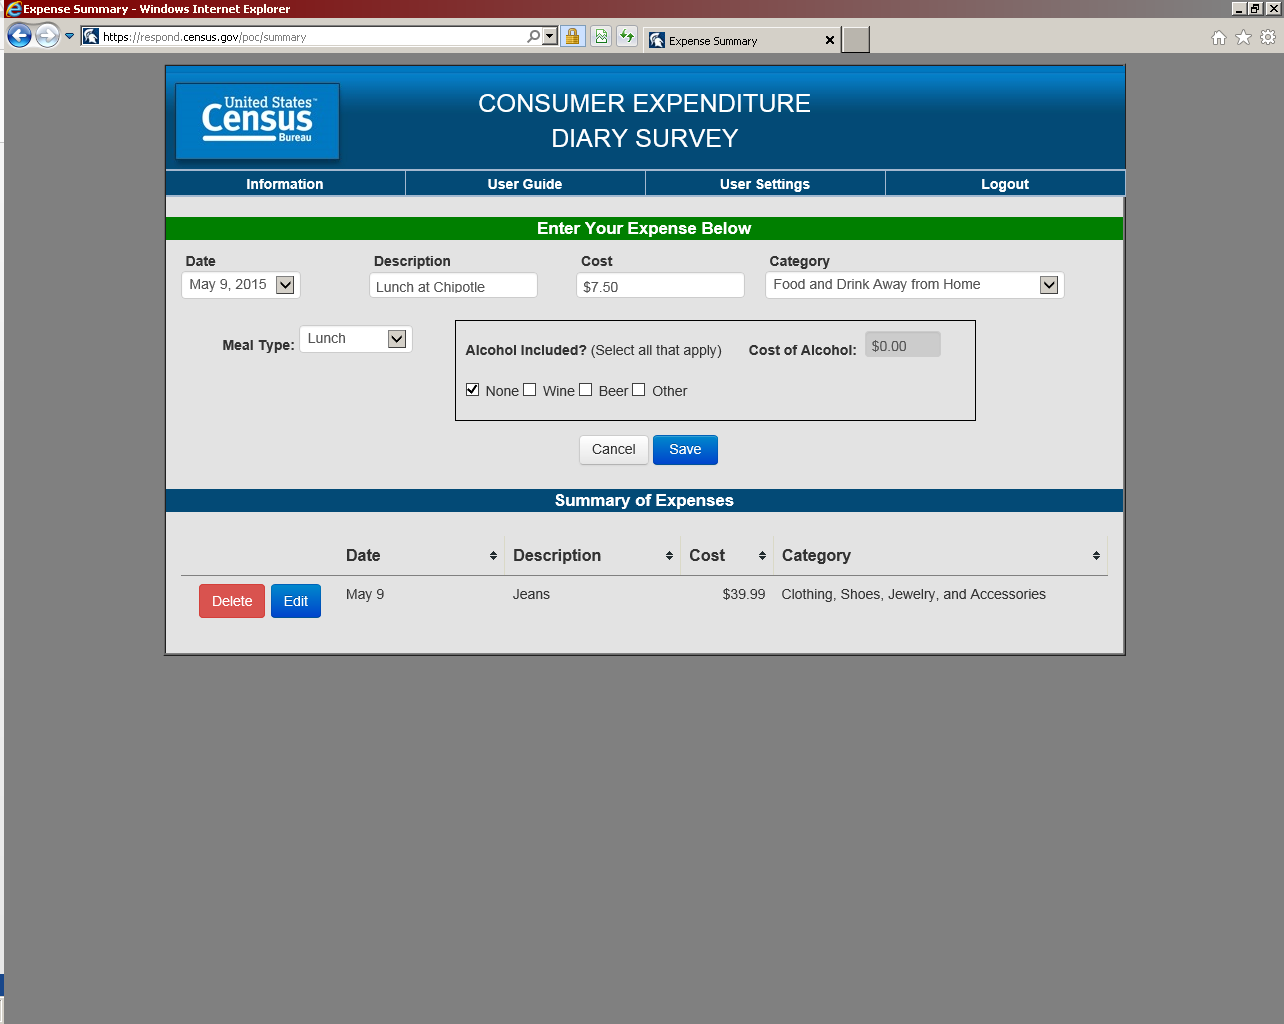 Expense Summary - Windows Internet Explorer
https://respond.census.gov/poc/summary
Expense Summary
United States™
Census
Bureau
CONSUMER EXPENDITURE
DIARY SURVEY
Information User Guide User Settings Logout
Enter Your Expense Below
Date Description Cost Category
May 9, 2015 Lunch at Chipotle $7.50 Food and Drink Away from Home
Meal Type: Lunch
Alcohol Included? (Select all that apply) Cost of Alcohol: $0.00
None Wine Beer Other
Cancel Save
Summary of Expenses
Date Description Cost Category
Delete Edit May 9 Jeans $39.99 Clothing, Shoes, Jewelry, and Accessories